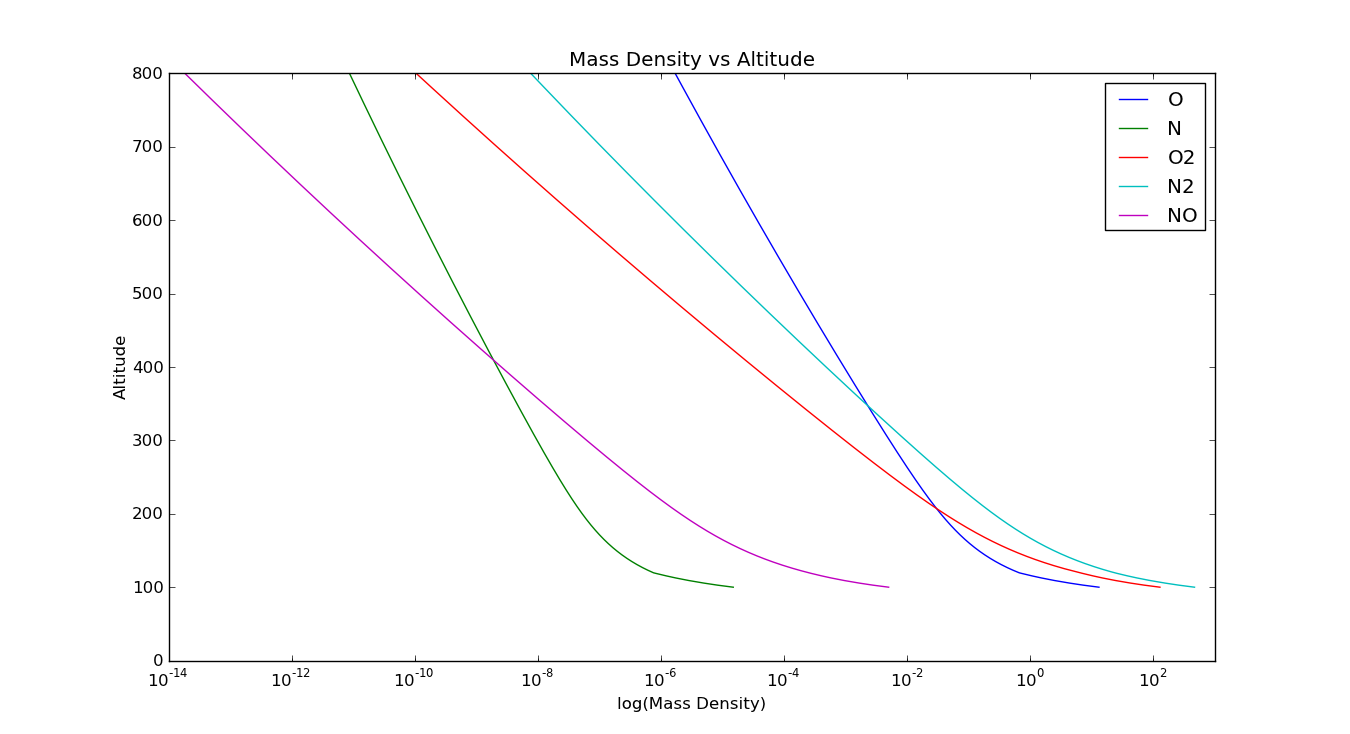 Mass Density vs Altitude
800
700
600
500
400
300
200
100
0
Altitude
10^-14 10^-12 10^-10 10^-8 10^-6 10^-4 10^-2 10^0 10^2
log(Mass Density)
O
N
O2
N2
NO